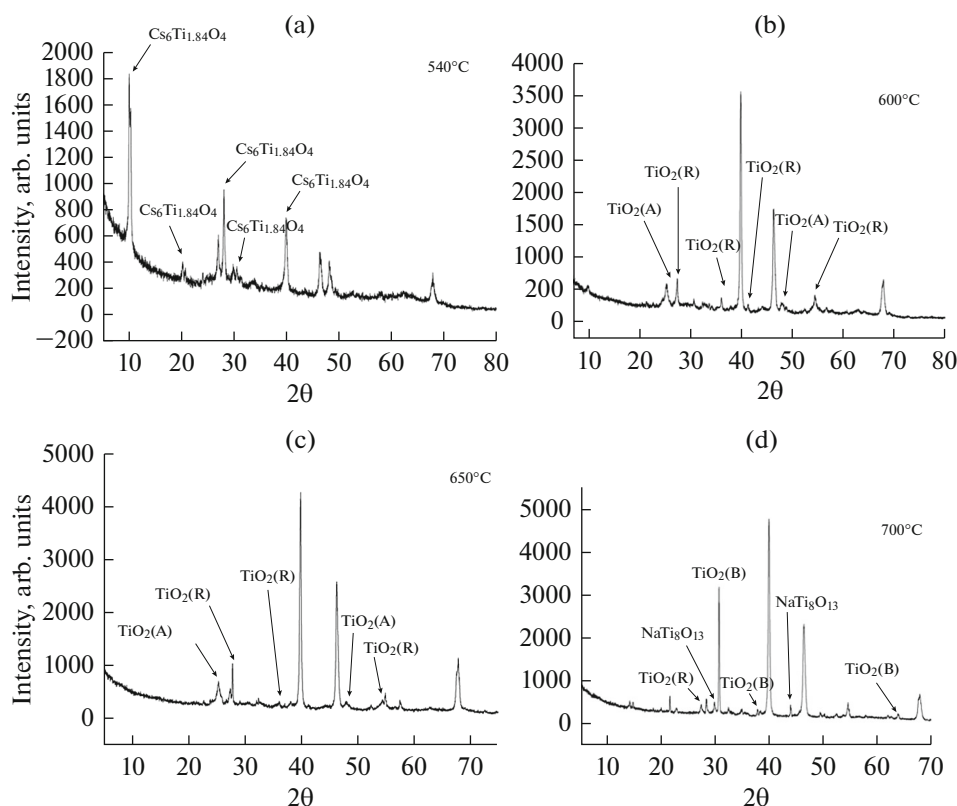 (a)
Cs6Ti1.84O4
540°C
Cs6Ti1.84O4
Cs6Ti1.84O4
Cs6Ti1.84O4
Cs6Ti1.84O4
Intensity, arb. units
2000
1800
1600
1400
1200
1000
800
600
400
200
0
−200
10 20 30 40 50 60 70 80
2θ
(b)
600°C
TiO2(R)
TiO2(R)
TiO2(A)
TiO2(A)
TiO2(R)
TiO2(R)
4000
3500
3000
2500
2000
1500
1000
200
0
10 20 30 40 50 60 70 80
2θ
(c)
650°C
TiO2(R)
TiO2(R)
TiO2(A)
TiO2(A)
TiO2(R)
Intensity, arb. units
5000
4000
3000
2000
1000
0
10 20 30 40 50 60 70
2θ
(d)
700°C
TiO2(B)
NaTi8O13
NaTi8O13
TiO2(R)
TiO2(B)
TiO2(B)
5000
4000
3000
2000
1000
0
10 20 30 40 50 60 70
2θ